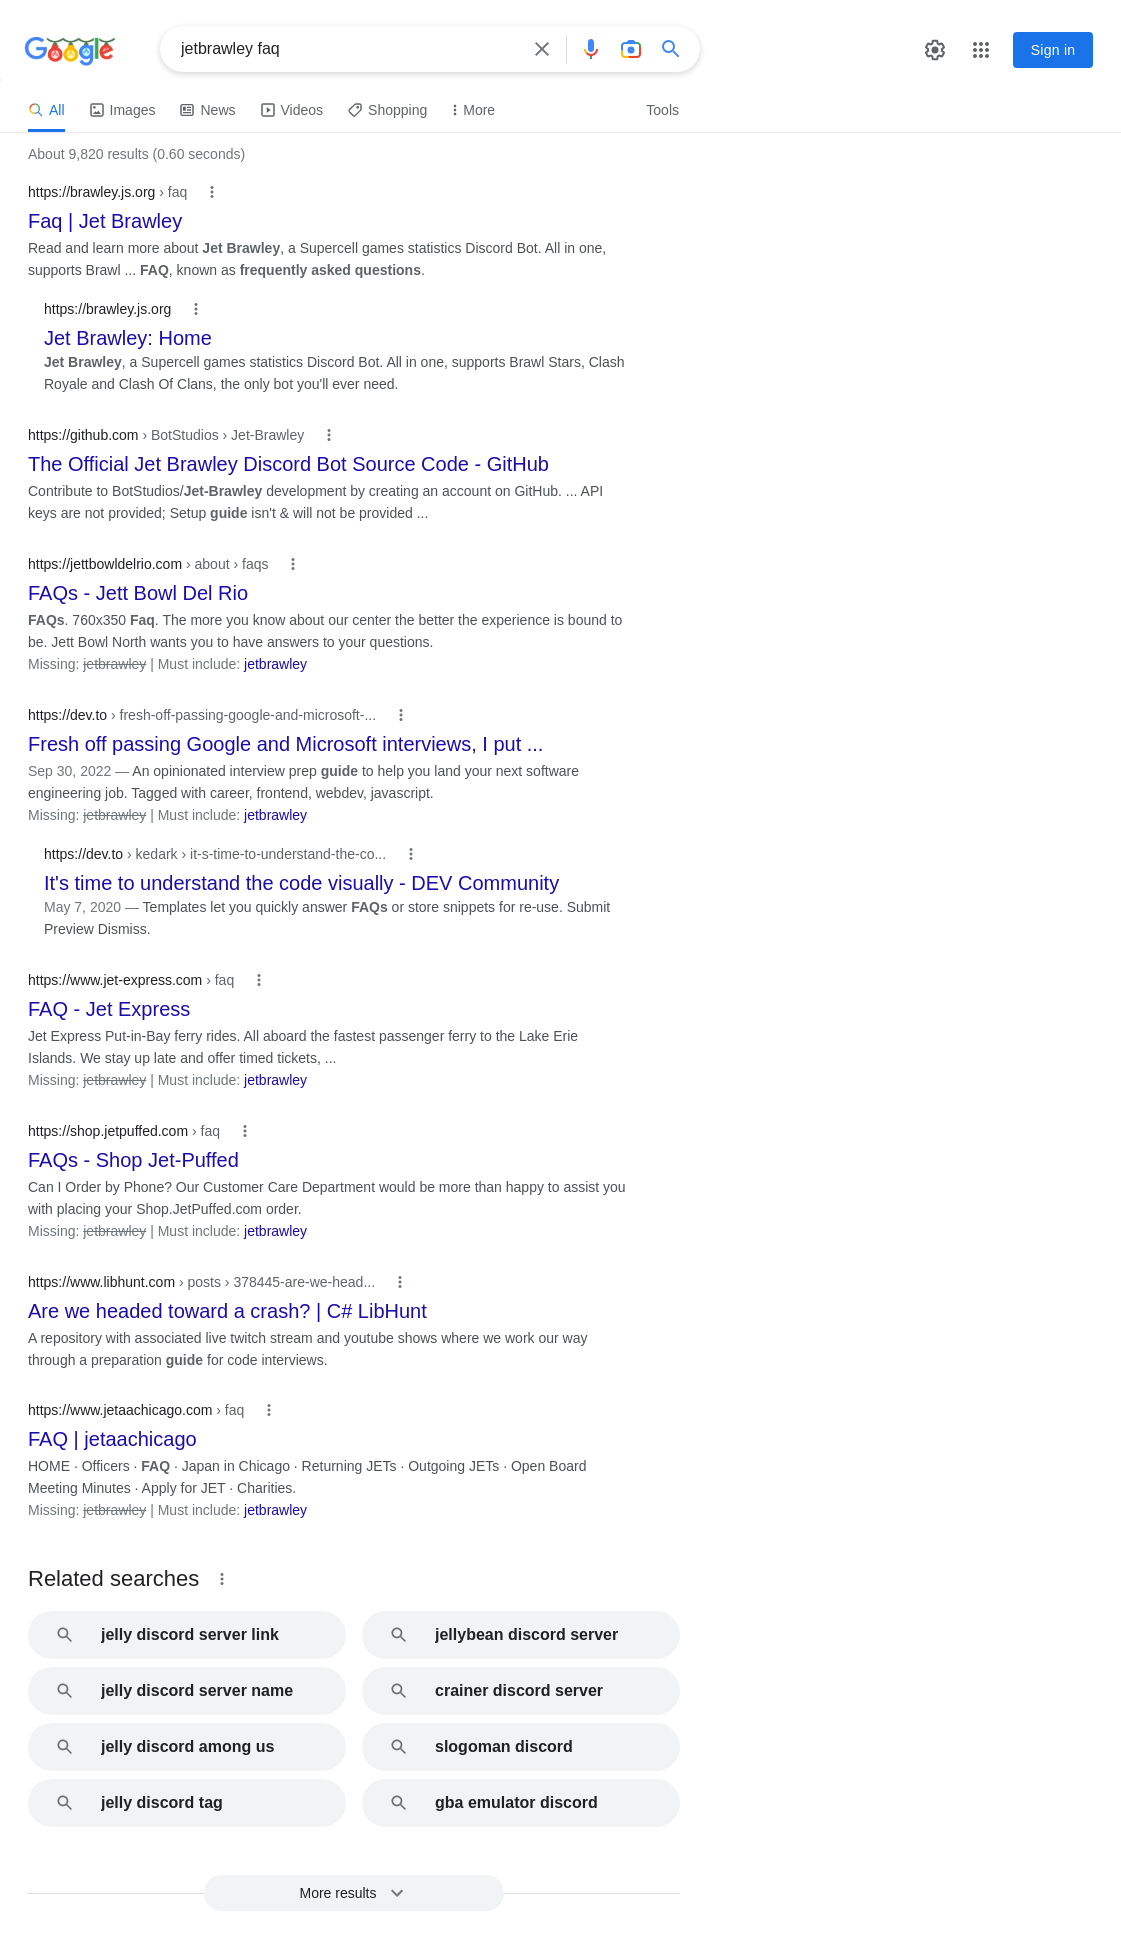 Google
jetbrawley faq
Sign in
All Images News Videos Shopping More Tools
About 9,820 results (0.60 seconds)
https://brawley.js.org › faq
Faq | Jet Brawley
Read and learn more about Jet Brawley, a Supercell games statistics Discord Bot. All in one,
supports Brawl ... FAQ, known as frequently asked questions.
https://brawley.js.org
Jet Brawley: Home
Jet Brawley, a Supercell games statistics Discord Bot. All in one, supports Brawl Stars, Clash
Royale and Clash Of Clans, the only bot you'll ever need.
https://github.com › BotStudios › Jet-Brawley
The Official Jet Brawley Discord Bot Source Code - GitHub
Contribute to BotStudios/Jet-Brawley development by creating an account on GitHub. ... API
keys are not provided; Setup guide isn't & will not be provided ...
https://jettbowldelrio.com › about › faqs
FAQs - Jett Bowl Del Rio
FAQs. 760x350 Faq. The more you know about our center the better the experience is bound to
be. Jett Bowl North wants you to have answers to your questions.
Missing: jetbrawley | Must include: jetbrawley
https://dev.to › fresh-off-passing-google-and-microsoft-...
Fresh off passing Google and Microsoft interviews, I put ...
Sep 30, 2022 — An opinionated interview prep guide to help you land your next software
engineering job. Tagged with career, frontend, webdev, javascript.
Missing: jetbrawley | Must include: jetbrawley
https://dev.to › kedark › it-s-time-to-understand-the-co...
It's time to understand the code visually - DEV Community
May 7, 2020 — Templates let you quickly answer FAQs or store snippets for re-use. Submit
Preview Dismiss.
https://www.jet-express.com › faq
FAQ - Jet Express
Jet Express Put-in-Bay ferry rides. All aboard the fastest passenger ferry to the Lake Erie
Islands. We stay up late and offer timed tickets, ...
Missing: jetbrawley | Must include: jetbrawley
https://shop.jetpuffed.com › faq
FAQs - Shop Jet-Puffed
Can I Order by Phone? Our Customer Care Department would be more than happy to assist you
with placing your Shop.JetPuffed.com order.
Missing: jetbrawley | Must include: jetbrawley
https://www.libhunt.com › posts › 378445-are-we-head...
Are we headed toward a crash? | C# LibHunt
A repository with associated live twitch stream and youtube shows where we work our way
through a preparation guide for code interviews.
https://www.jetaachicago.com › faq
FAQ | jetaachicago
HOME · Officers · FAQ · Japan in Chicago · Returning JETs · Outgoing JETs · Open Board
Meeting Minutes · Apply for JET · Charities.
Missing: jetbrawley | Must include: jetbrawley
Related searches
jelly discord server link
jellybean discord server
jelly discord server name
crainer discord server
jelly discord among us
slogoman discord
jelly discord tag
gba emulator discord
More results